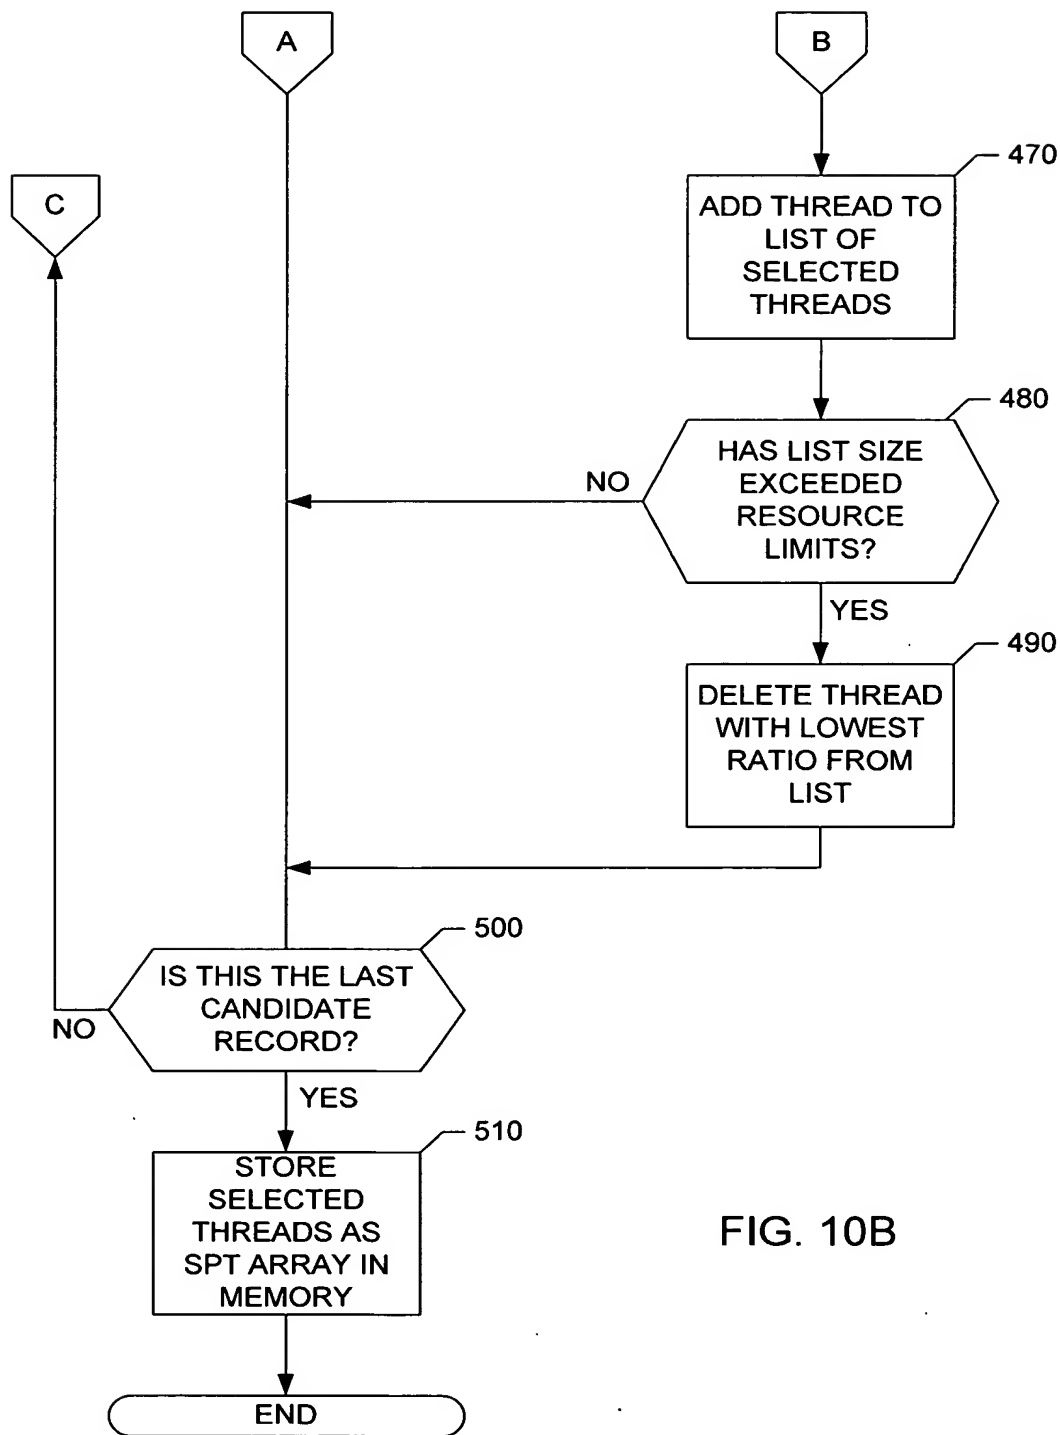 A
B
C
470
ADD THREAD TO
LIST OF
SELECTED
THREADS
480
HAS LIST SIZE
EXCEEDED
RESOURCE
LIMITS?
NO
YES
490
DELETE THREAD
WITH LOWEST
RATIO FROM
LIST
500
IS THIS THE LAST
CANDIDATE
RECORD?
NO
YES
510
STORE
SELECTED
THREADS AS
SPT ARRAY IN
MEMORY
FIG. 10B
END